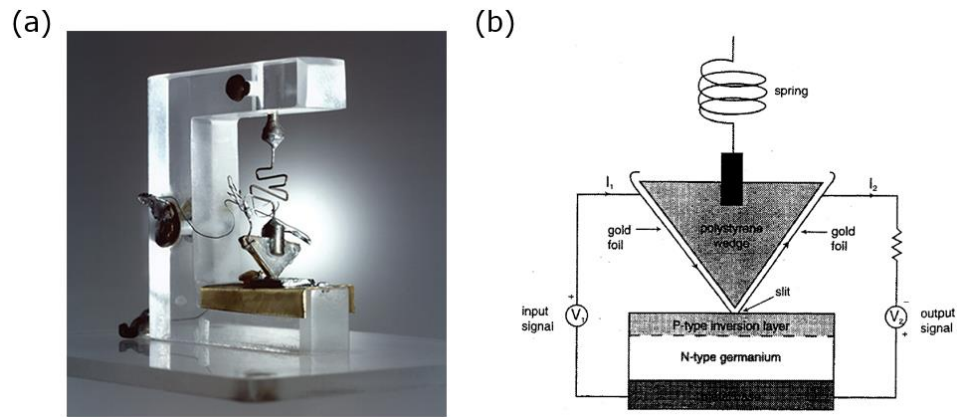 (a)
(b)
spring
I₁
I₂
polystyrene
wedge
gold
foil
gold
foil
slit
+
input
signal
V₁
P-type inversion layer
N-type germanium
−
V₂
+
output
signal